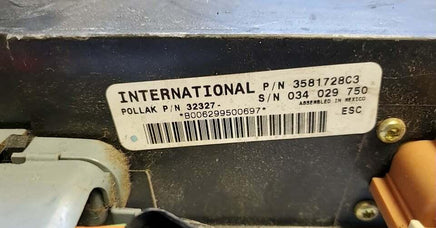 INTERNATIONAL P/N 3581728C3
POLLAK P/N 32327- S/N 034 029 750
ASSEMBLED IN MEXICO
*B006299500697* ESC